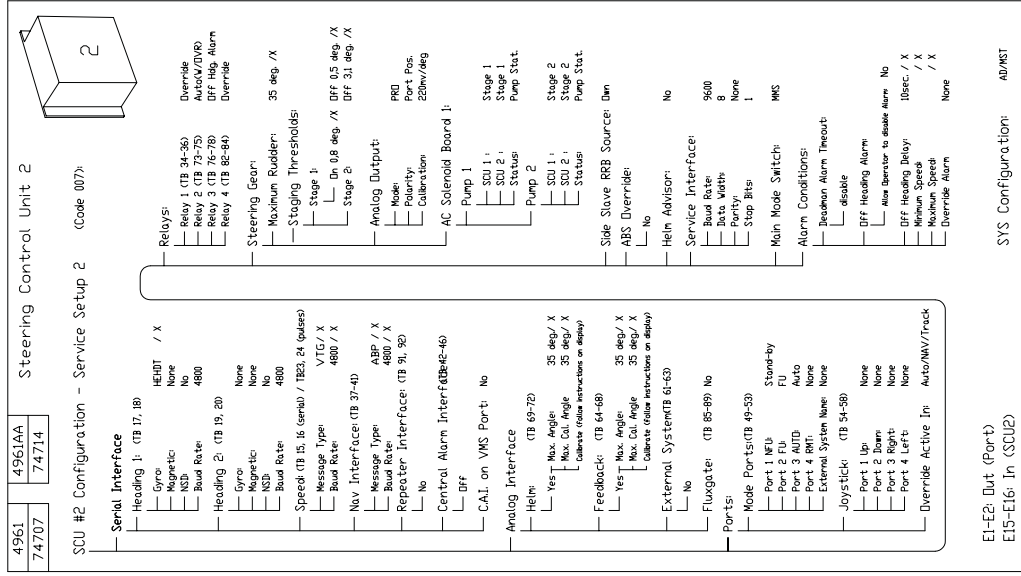 4961
4961AA
74707
74714
Steering Control Unit 2
2
SCU #2 Configuration - Service Setup 2 (Code 007):
Serial Interface
Heading 1: (TB 17, 18)
Gyro: HEHDT / X
Magnetic: None
NSD: No
Baud Rate: 4800
Heading 2: (TB 19, 20)
Gyro: None
Magnetic: None
NSD: No
Baud Rate: 4800
Speed: (TB 15, 16 (serial) / TB23, 24 (pulses)
Message Type: VTG/ X
Baud Rate: 4800 / X
Nav Interface: (TB 37-41)
Message Type: ABP / X
Baud Rate: 4800 / X
Repeater Interface: (TB 91, 92)
No
Central Alarm Interface: (TB 42-46)
Off
C.A.I. on VMS Port: No
Analog Interface
Helm: (TB 69-72)
Yes Max. Angle: 35 deg./ X
Max. Cal. Angle 35 deg./ X
Calibrate (follow instructions on display)
Feedback: (TB 64-68)
Yes Max. Angle: 35 deg./ X
Max. Cal. Angle 35 deg./ X
Calibrate (follow instructions on display)
External System(TB 61-63)
No
Fluxgate: (TB 85-89) No
Ports:
Mode Ports:(TB 49-53)
Port 1 NFU: Stand-by
Port 2 FU: FU
Port 3 AUTO: Auto
Port 4 RMT: None
External System Name: None
Joystick: (TB 54-58)
Port 1 Up: None
Port 2 Down: None
Port 3 Right: None
Port 4 Left: None
Override Active In: Auto/NAV/Track
Relays:
Relay 1 (TB 34-36) Override
Relay 2 (TB 73-75) Auto(W/OVR)
Relay 3 (TB 76-78) Off Hdg. Alarm
Relay 4 (TB 82-84) Override
Steering Gear:
Maximum Rudder: 35 deg. /X
Staging Thresholds:
Stage 1:
On 0,8 deg. /X Off 0,5 deg. /X
Stage 2: Off 3,1 deg. /X
Analog Output:
Mode: PRO
Polarity: Port Pos.
Calibration: 220mv/deg
AC Solenoid Board 1:
Pump 1
SCU 1 : Stage 1
SCU 2 : Stage 1
Status: Pump Stat.
Pump 2
SCU 1 : Stage 2
SCU 2 : Stage 2
Status: Pump Stat.
Side Slave RRB Source: Own
ABS Override:
No
Helm Advisor: No
Service Interface:
Baud Rate: 9600
Data Width: 8
Parity: None
Stop Bits: 1
Main Mode Switch: MMS
Alarm Conditions:
Deadman Alarm Timeout:
disable
Off Heading Alarm:
Allow Operator to disable Alarm No
Off Heading Delay: 10sec. / X
Minimum Speed: / X
Maximum Speed: / X
Override Alarm None
E1-E2: Out (Port)
E15-E16: In (SCU2)
SYS Configuration: AD/MST